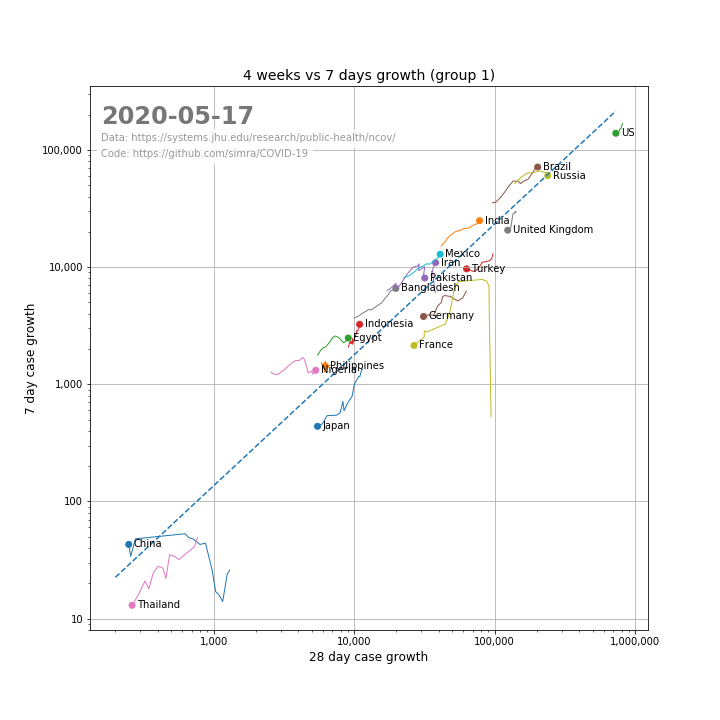 4 weeks vs 7 days growth (group 1)
2020-05-17
Data: https://systems.jhu.edu/research/public-health/ncov/
Code: https://github.com/simra/COVID-19
US
100,000
Brazil
Russia
India
United Kingdom
Mexico
Iran
10,000
Turkey
Pakistan
Bangladesh
Germany
Indonesia
Egypt
France
Philippines
Nigeria
1,000
Japan
100
China
Thailand
10
7 day case growth
1,000
10,000
100,000
1,000,000
28 day case growth